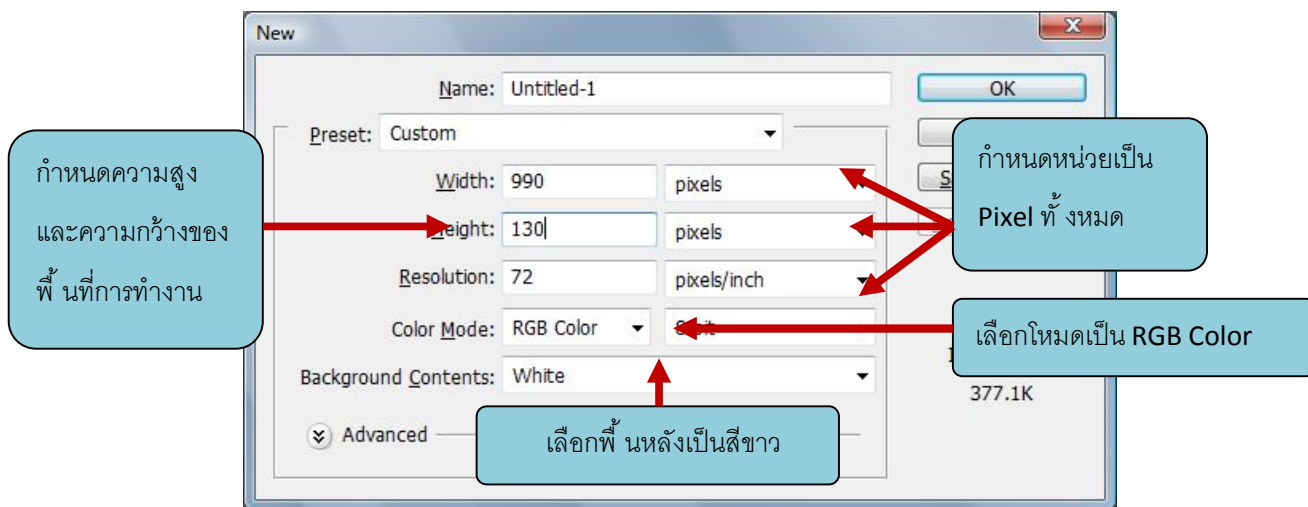 New
Name: Untitled-1
OK
Preset: Custom
กำหนดความสูง
และความกว้างของ
พื้นที่การทำงาน
กำหนดหน่วยเป็น
Pixel ทั้งหมด
Width: 990 pixels
Height: 130 pixels
Resolution: 72 pixels/inch
Color Mode: RGB Color
เลือกโหมดเป็น RGB Color
Background Contents: White
377.1K
Advanced
เลือกพื้นหลังเป็นสีขาว